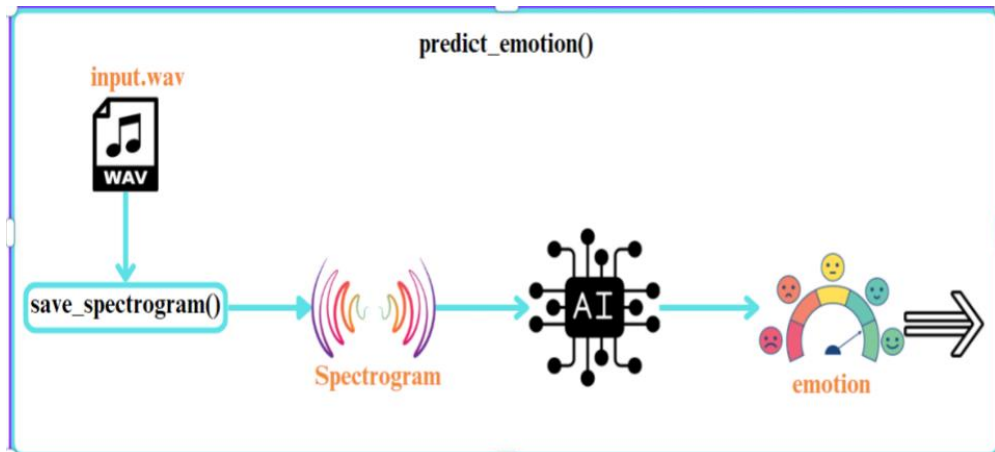 predict_emotion()
input.wav
WAV
save_spectrogram()
Spectrogram
AI
emotion